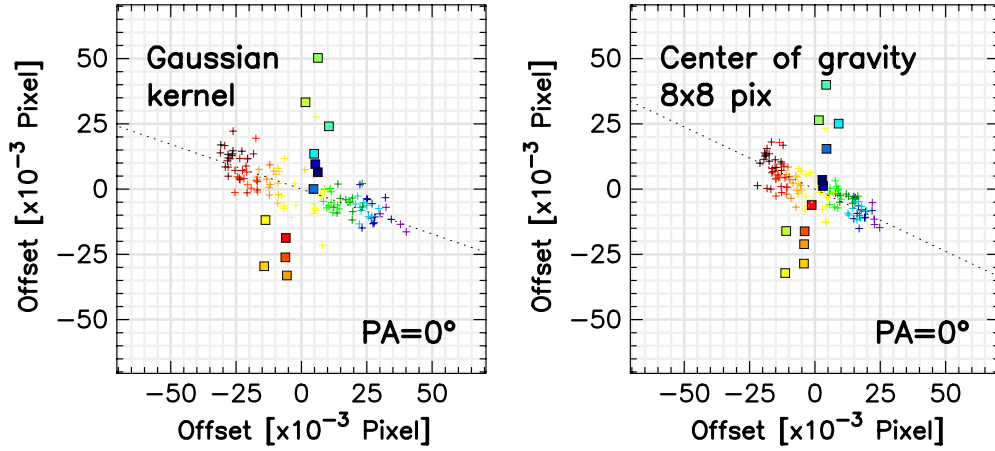 Gaussian
kernel
PA=0°
50
25
0
−25
−50
−50 −25 0 25 50
Offset [x10⁻³ Pixel]
Offset [x10⁻³ Pixel]
Center of gravity
8x8 pix
PA=0°
50
25
0
−25
−50
−50 −25 0 25 50
Offset [x10⁻³ Pixel]
Offset [x10⁻³ Pixel]